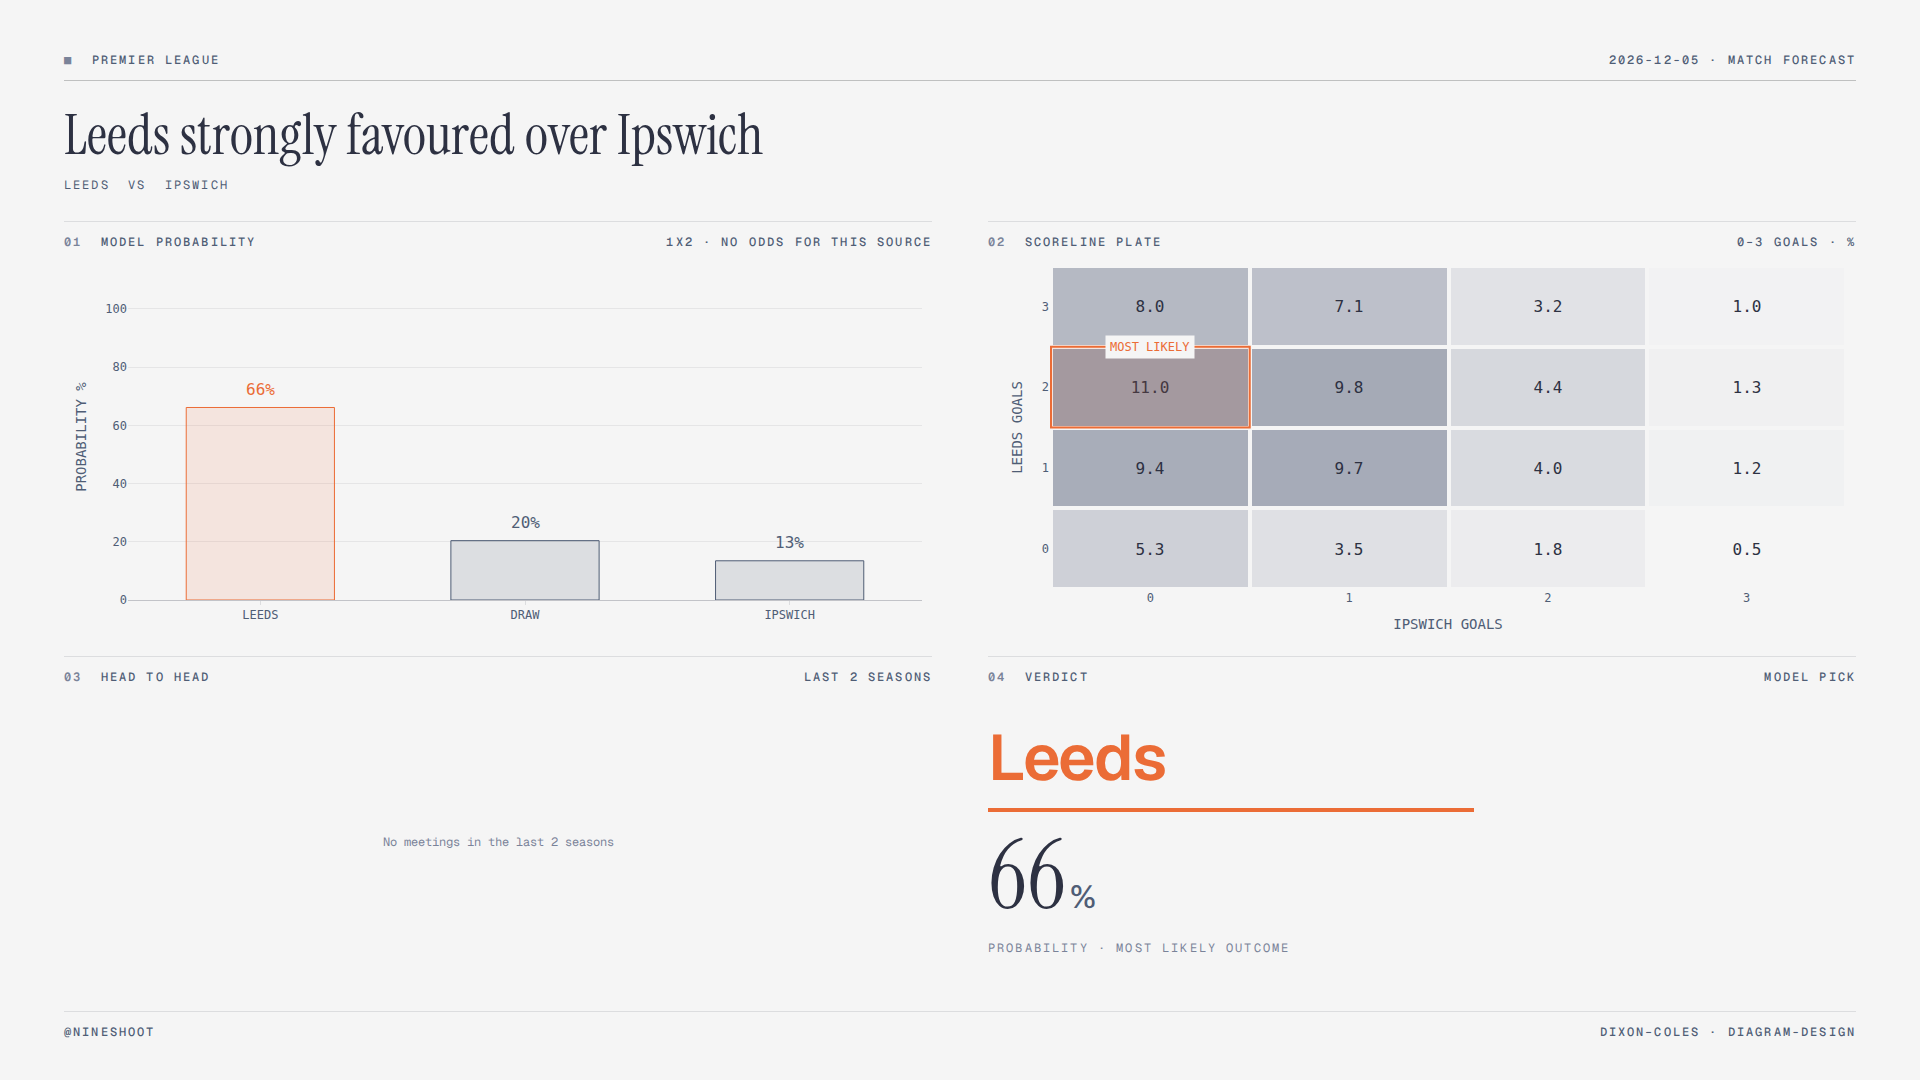 ■ PREMIER LEAGUE
2026-12-05 · MATCH FORECAST
Leeds strongly favoured over Ipswich
LEEDS VS IPSWICH
01 MODEL PROBABILITY
1X2 · NO ODDS FOR THIS SOURCE
PROBABILITY %
100
80
60
40
20
0
66%
20%
13%
LEEDS DRAW IPSWICH
02 SCORELINE PLATE
0–3 GOALS · %
LEEDS GOALS
3 8.0 7.1 3.2 1.0
MOST LIKELY
2 11.0 9.8 4.4 1.3
1 9.4 9.7 4.0 1.2
0 5.3 3.5 1.8 0.5
0 1 2 3
IPSWICH GOALS
03 HEAD TO HEAD
LAST 2 SEASONS
No meetings in the last 2 seasons
04 VERDICT
MODEL PICK
Leeds
66%
PROBABILITY · MOST LIKELY OUTCOME
@NINESHOOT
DIXON-COLES · DIAGRAM-DESIGN